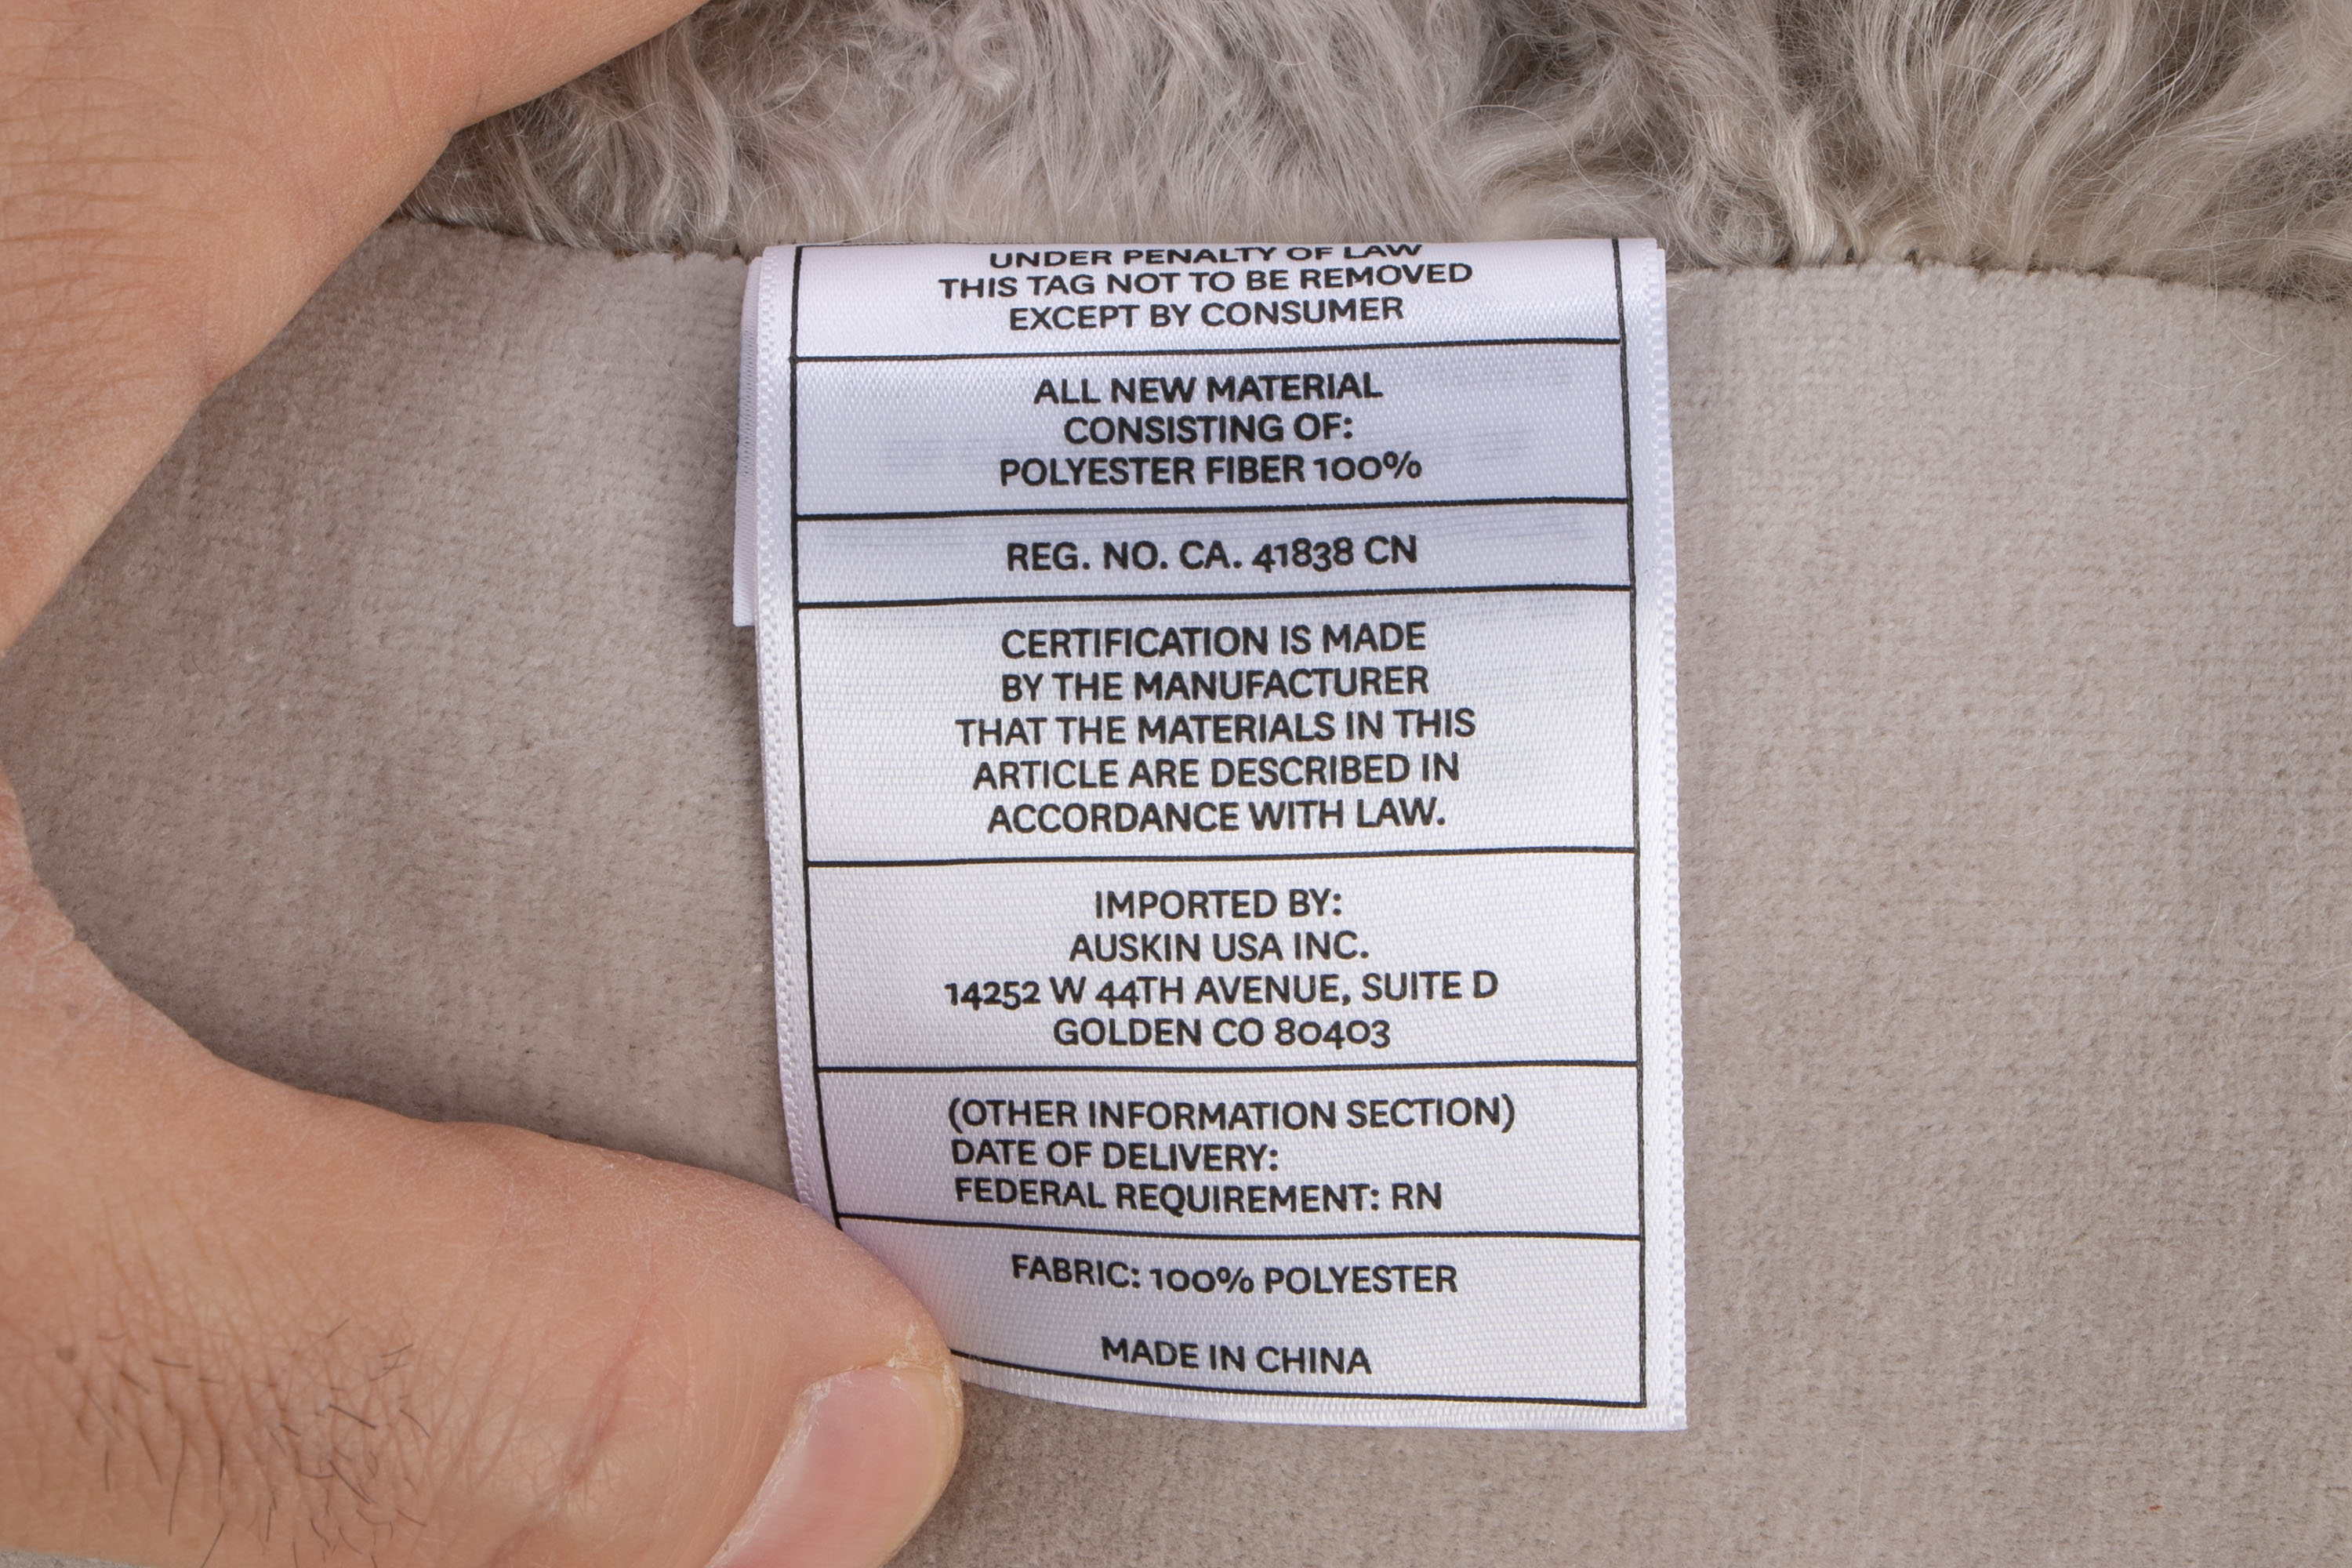 UNDER PENALTY OF LAW
THIS TAG NOT TO BE REMOVED
EXCEPT BY CONSUMER
ALL NEW MATERIAL
CONSISTING OF:
POLYESTER FIBER 100%
REG. NO. CA. 41838 CN
CERTIFICATION IS MADE
BY THE MANUFACTURER
THAT THE MATERIALS IN THIS
ARTICLE ARE DESCRIBED IN
ACCORDANCE WITH LAW.
IMPORTED BY:
AUSKIN USA INC.
14252 W 44TH AVENUE, SUITE D
GOLDEN CO 80403
(OTHER INFORMATION SECTION)
DATE OF DELIVERY:
FEDERAL REQUIREMENT: RN
FABRIC: 100% POLYESTER
MADE IN CHINA